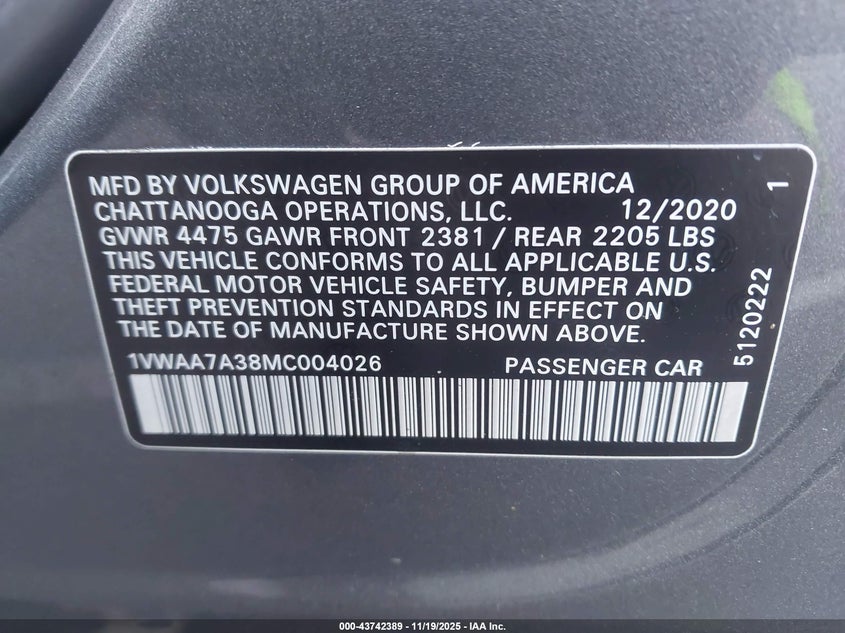 MFD BY VOLKSWAGEN GROUP OF AMERICA
CHATTANOOGA OPERATIONS, LLC. 12/2020
GVWR 4475 GAWR FRONT 2381 / REAR 2205 LBS
THIS VEHICLE CONFORMS TO ALL APPLICABLE U.S.
FEDERAL MOTOR VEHICLE SAFETY, BUMPER AND
THEFT PREVENTION STANDARDS IN EFFECT ON
THE DATE OF MANUFACTURE SHOWN ABOVE.
1VWAA7A38MC004026 PASSENGER CAR
5120222 1
000-43742389 - 11/19/2025 - IAA Inc.